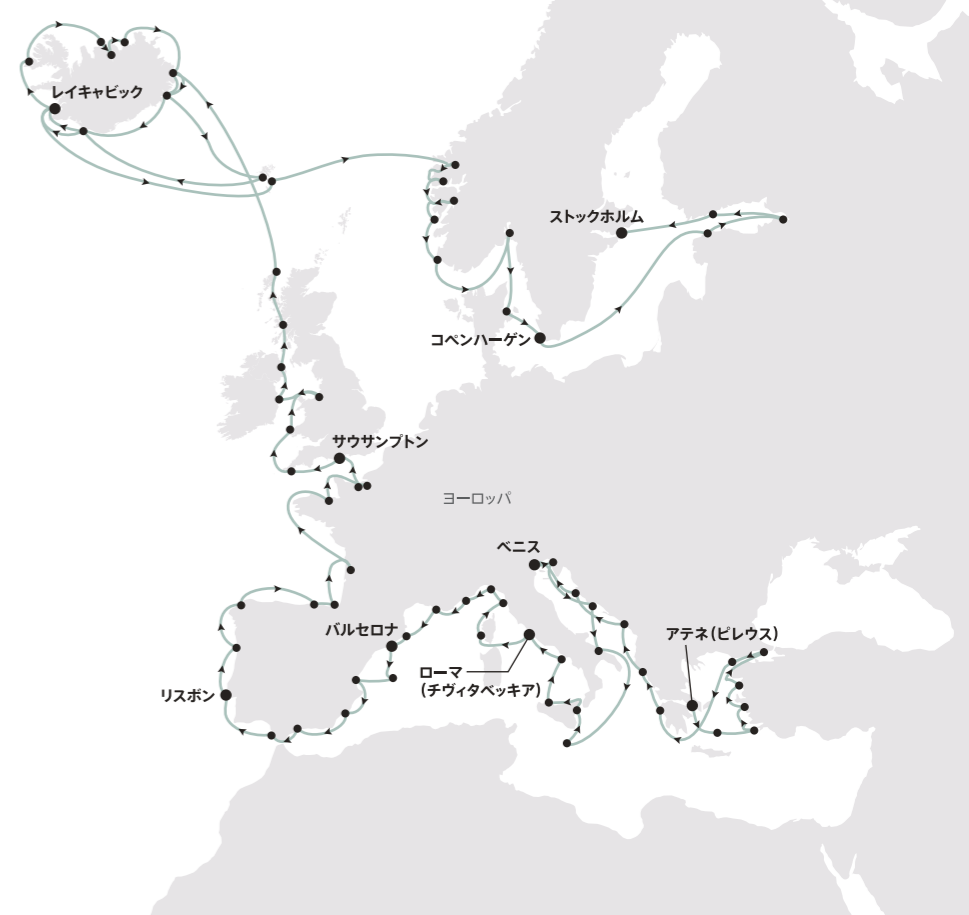 レイキャビック
ストックホルム
コペンハーゲン
サウサンプトン
ヨーロッパ
ベニス
バルセロナ
アテネ(ピレウス)
ローマ
(チヴィタベッキア)
リスボン